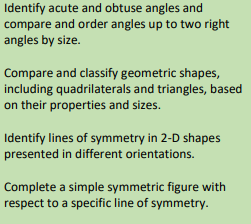 Identify acute and obtuse angles and
compare and order angles up to two right
angles by size.
Compare and classify geometric shapes,
including quadrilaterals and triangles, based
on their properties and sizes.
Identify lines of symmetry in 2-D shapes
presented in different orientations.
Complete a simple symmetric figure with
respect to a specific line of symmetry.